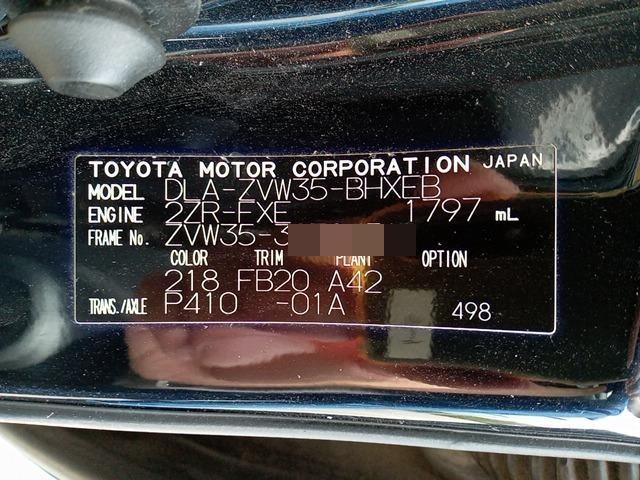 TOYOTA MOTOR CORPORATION JAPAN
MODEL DLA-ZVW35-BHXEB
ENGINE 2ZR-FXE 1797 mL
FRAME No. ZVW35-3
COLOR TRIM PLANT OPTION
218 FB20 A42
TRANS./AXLE P410 -01A 498